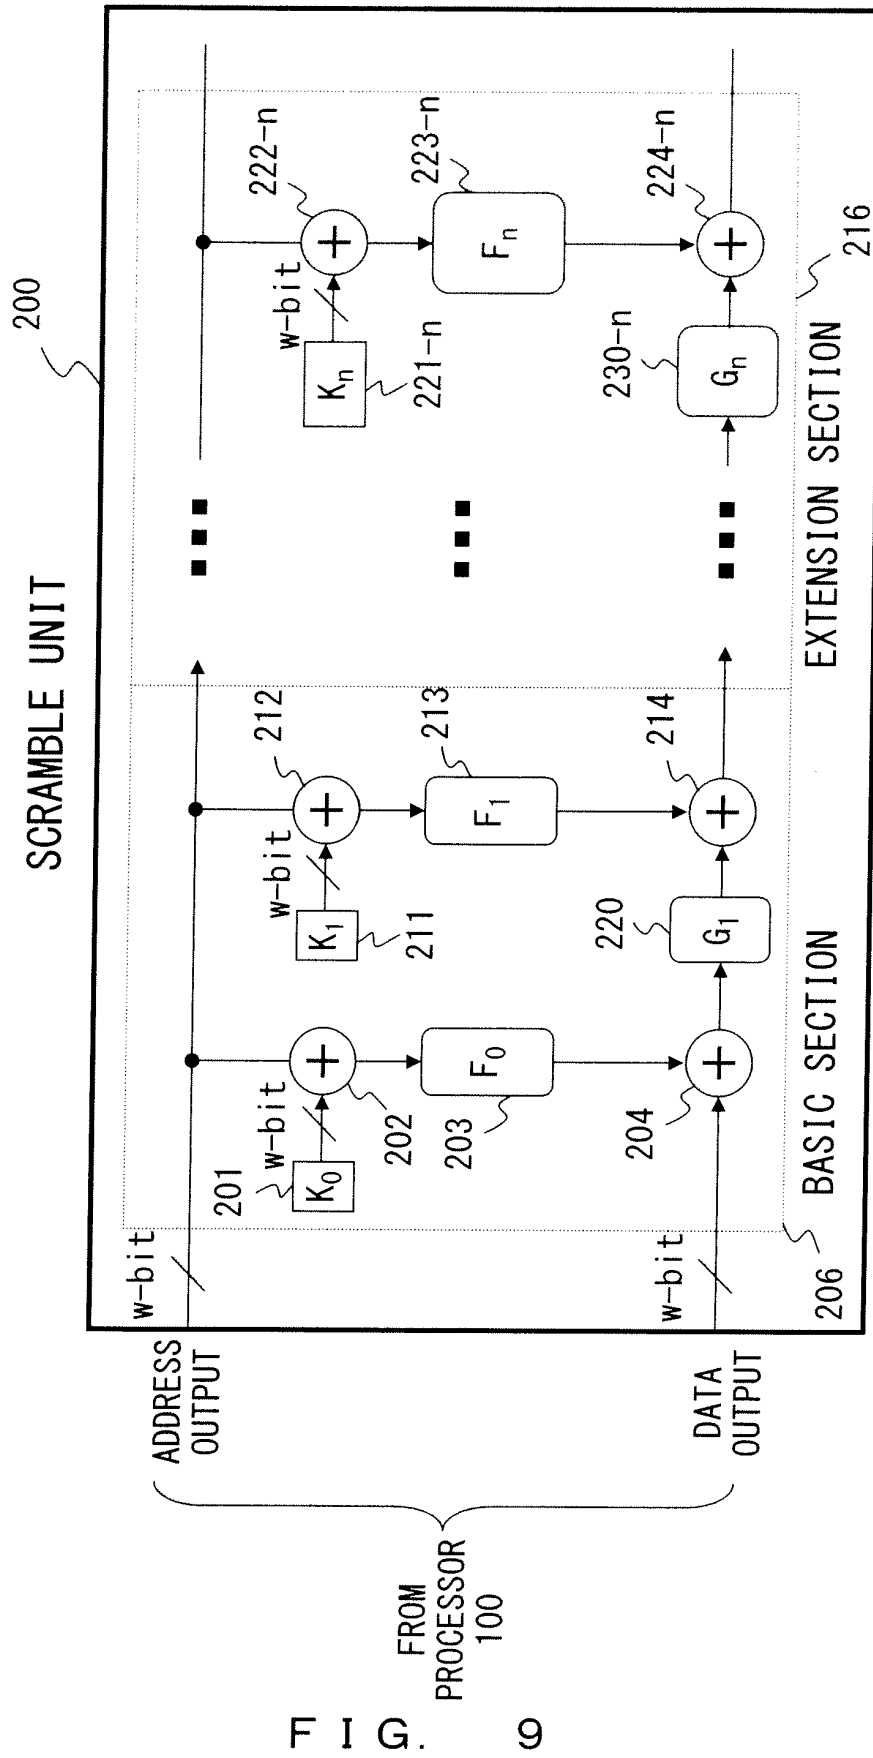 SCRAMBLE UNIT
200
FROM
PROCESSOR
100
ADDRESS
OUTPUT
DATA
OUTPUT
w-bit
w-bit
206
201
K0
w-bit
202
F0
203
204
K1
211
w-bit
212
F1
213
G1
220
214
BASIC SECTION
Kn
221-n
w-bit
222-n
Fn
223-n
Gn
230-n
224-n
216
EXTENSION SECTION
FIG. 9